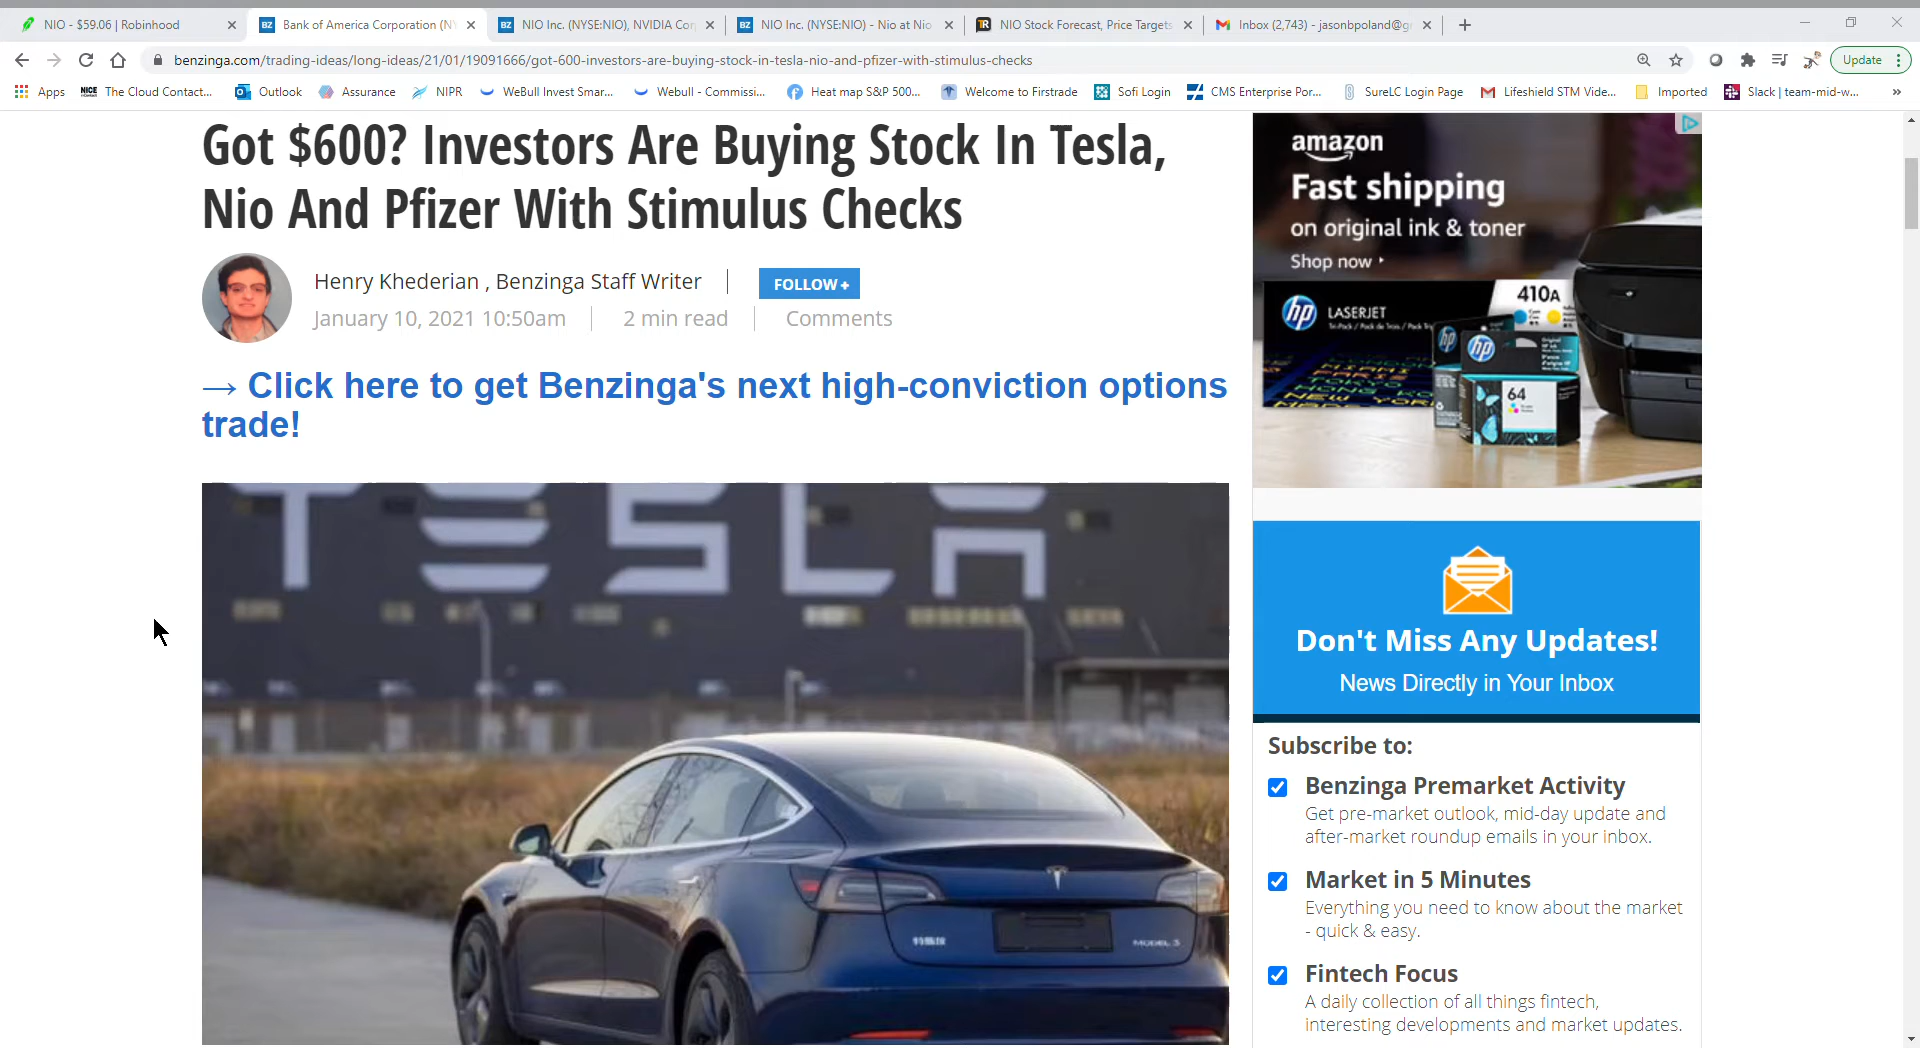 NIO - $59.06 | Robinhood
Bank of America Corporation (NY
NIO Inc. (NYSE:NIO), NVIDIA Cor
NIO Inc. (NYSE:NIO) - Nio at Nio
NIO Stock Forecast, Price Targets
Inbox (2,743) - jasonbpoland@g
benzinga.com/trading-ideas/long-ideas/21/01/19091666/got-600-investors-are-buying-stock-in-tesla-nio-and-pfizer-with-stimulus-checks
Update
Apps
The Cloud Contact...
Outlook
Assurance
NIPR
WeBull Invest Smar...
Webull - Commissi...
Heat map S&P 500...
Welcome to Firstrade
Sofi Login
CMS Enterprise Por...
SureLC Login Page
Lifeshield STM Vide...
Imported
Slack | team-mid-w...
»
Got $600? Investors Are Buying Stock In Tesla,
Nio And Pfizer With Stimulus Checks
Henry Khederian , Benzinga Staff Writer
FOLLOW +
January 10, 2021 10:50am
2 min read
Comments
→ Click here to get Benzinga's next high-conviction options
trade!
TESLA
MODEL 3
amazon
Fast shipping
on original ink & toner
Shop now
hp
LASERJET
410A
hp
64
Don't Miss Any Updates!
News Directly in Your Inbox
Subscribe to:
Benzinga Premarket Activity
Get pre-market outlook, mid-day update and
after-market roundup emails in your inbox.
Market in 5 Minutes
Everything you need to know about the market
- quick & easy.
Fintech Focus
A daily collection of all things fintech,
interesting developments and market updates.